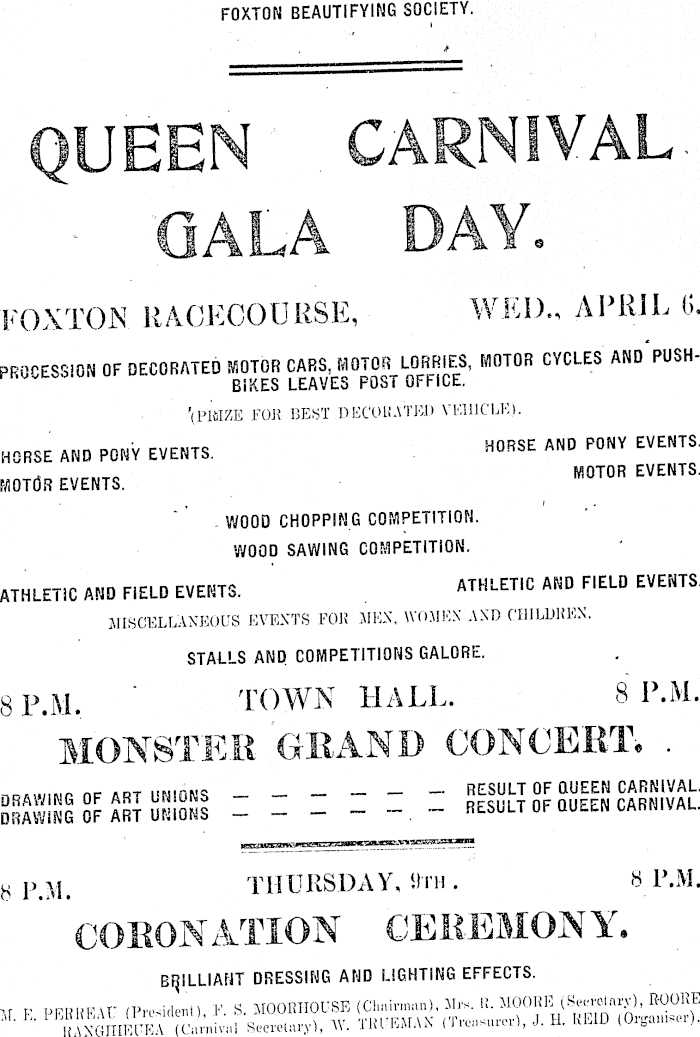 FOXTON BEAUTIFYING SOCIETY.
QUEEN CARNIVAL
GALA DAY.
FOXTON RACECOURSE, WED., APRIL 6.
PROCESSION OF DECORATED MOTOR CARS, MOTOR LORRIES, MOTOR CYCLES AND PUSH-
BIKES LEAVES POST OFFICE.
(PRIZE FOR BEST DECORATED VEHICLE).
HORSE AND PONY EVENTS. HORSE AND PONY EVENTS.
MOTOR EVENTS. MOTOR EVENTS.
WOOD CHOPPING COMPETITION.
WOOD SAWING COMPETITION.
ATHLETIC AND FIELD EVENTS. ATHLETIC AND FIELD EVENTS.
MISCELLANEOUS EVENTS FOR MEN, WOMEN AND CHILDREN.
STALLS AND COMPETITIONS GALORE.
8 P.M. TOWN HALL. 8 P.M.
MONSTER GRAND CONCERT.
DRAWING OF ART UNIONS — — — — — — RESULT OF QUEEN CARNIVAL.
DRAWING OF ART UNIONS — — — — — — RESULT OF QUEEN CARNIVAL.
8 P.M. THURSDAY, 9TH. 8 P.M.
CORONATION CEREMONY.
BRILLIANT DRESSING AND LIGHTING EFFECTS.
M. E. PERREAU (President), F. S. MOORHOUSE (Chairman), Mrs. R. MOORE (Secretary), ROORE
RANGIHEUEA (Carnival Secretary), W. TRUEMAN (Treasurer), J. H. REID (Organiser).